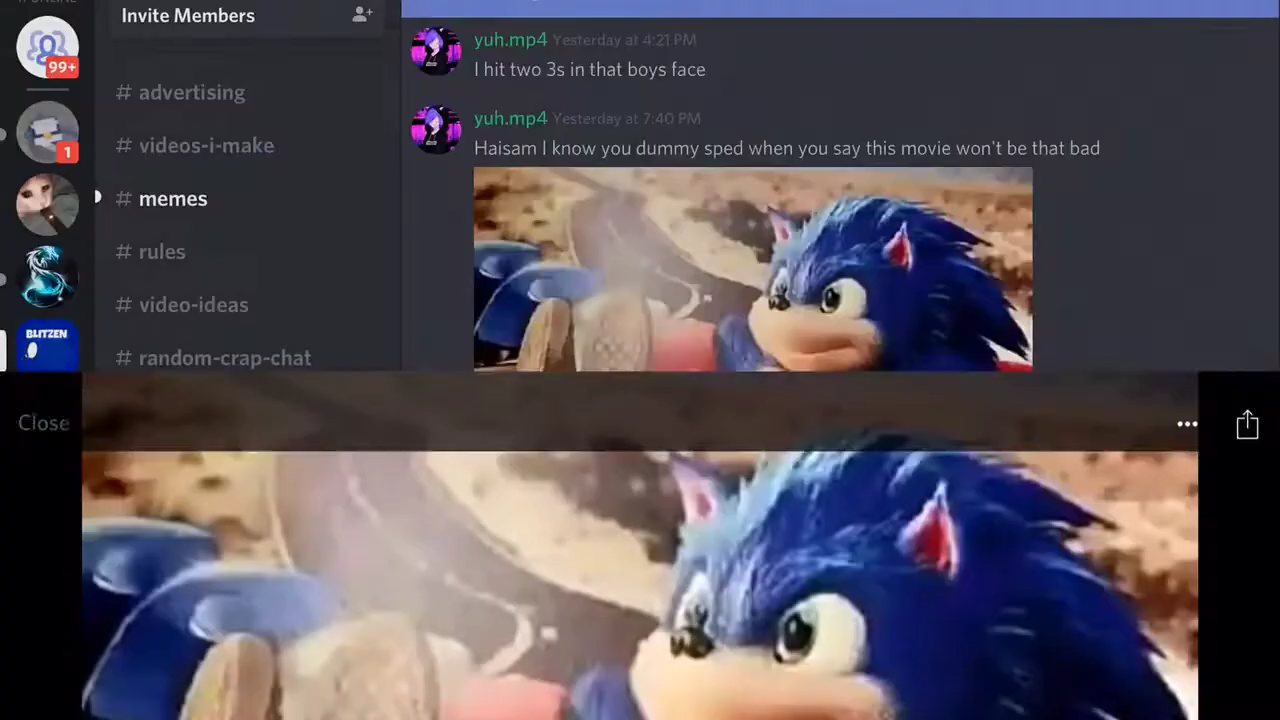 Invite Members
99+
1
BLITZEN
# advertising
# videos-i-make
# memes
# rules
# video-ideas
# random-crap-chat
yuh.mp4 Yesterday at 4:21 PM
I hit two 3s in that boys face
yuh.mp4 Yesterday at 7:40 PM
Haisam I know you dummy sped when you say this movie won't be that bad
Close